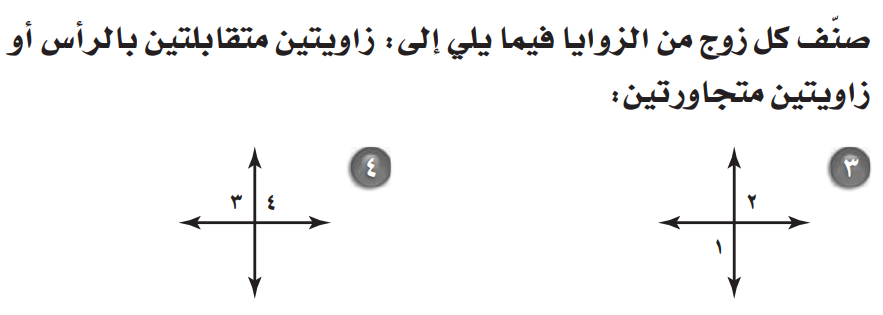 صنّف كل زوج من الزوايا فيما يلي إلى: زاويتين متقابلتين بالرأس أو
زاويتين متجاورتين:
٣
٢
١
٤
٣ ٤